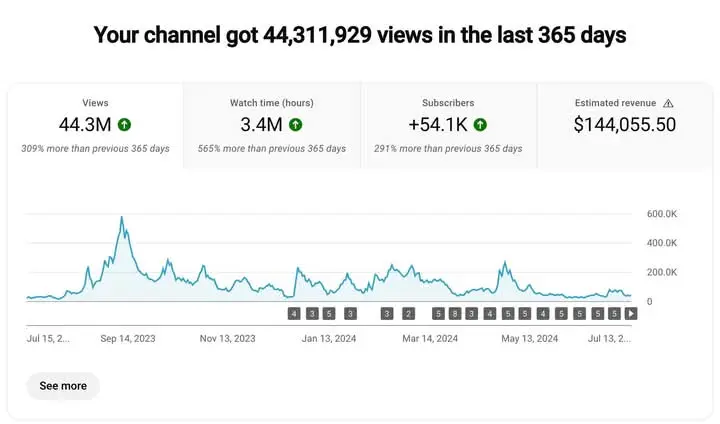 Your channel got 44,311,929 views in the last 365 days
Views
44.3M
309% more than previous 365 days
Watch time (hours)
3.4M
565% more than previous 365 days
Subscribers
+54.1K
291% more than previous 365 days
Estimated revenue
$144,055.50
600.0K
400.0K
200.0K
0
4 3 5 3 3 2 5 8 3 4 5 5 4 5 5 5 5
Jul 15, 2... Sep 14, 2023 Nov 13, 2023 Jan 13, 2024 Mar 14, 2024 May 13, 2024 Jul 13, 2...
See more